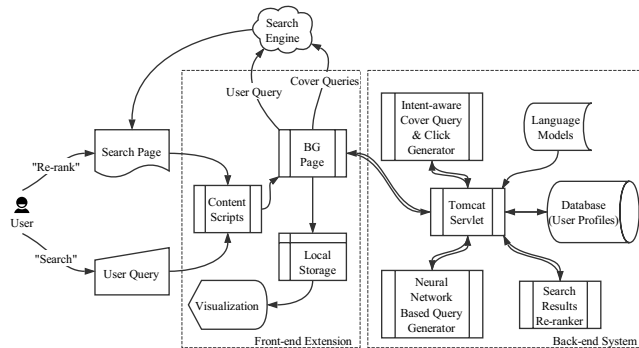 Search
Engine
User Query
Cover Queries
Search Page
"Re-rank"
User
"Search"
User Query
Content
Scripts
BG
Page
Local
Storage
Visualization
Front-end Extension
Intent-aware
Cover Query
& Click
Generator
Language
Models
Tomcat
Servlet
Database
(User Profiles)
Neural
Network
Based Query
Generator
Search
Results
Re-ranker
Back-end System